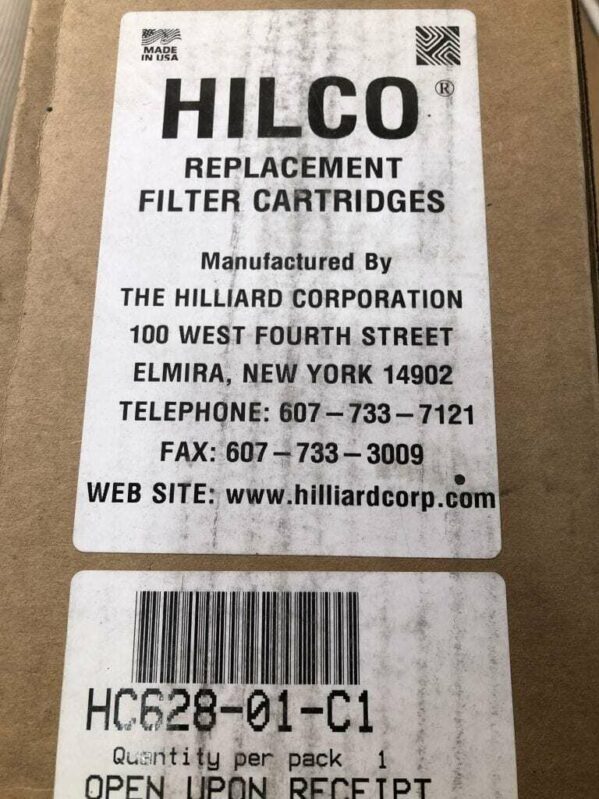 MADE
IN USA
HILCO®
REPLACEMENT
FILTER CARTRIDGES
Manufactured By
THE HILLIARD CORPORATION
100 WEST FOURTH STREET
ELMIRA, NEW YORK 14902
TELEPHONE: 607–733–7121
FAX: 607–733–3009
WEB SITE: www.hilliardcorp.com
HC628-01-C1
Quantity per pack 1
OPEN UPON RECEIPT